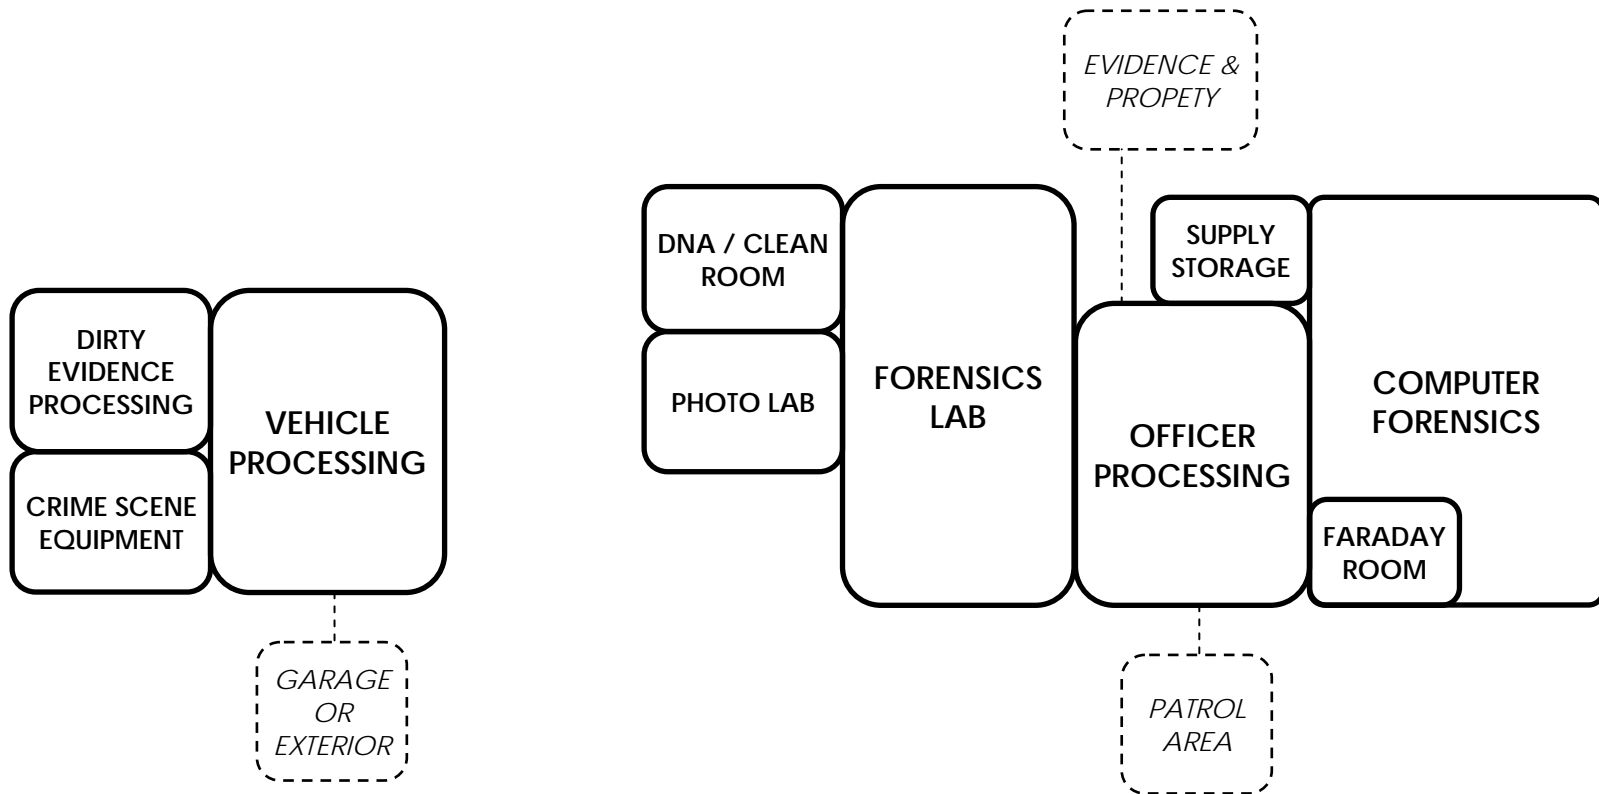 EVIDENCE &
PROPETY
DNA / CLEAN
ROOM
SUPPLY
STORAGE
DIRTY
EVIDENCE
PROCESSING
VEHICLE
PROCESSING
PHOTO LAB
FORENSICS
LAB
OFFICER
PROCESSING
COMPUTER
FORENSICS
CRIME SCENE
EQUIPMENT
FARADAY
ROOM
GARAGE
OR
EXTERIOR
PATROL
AREA